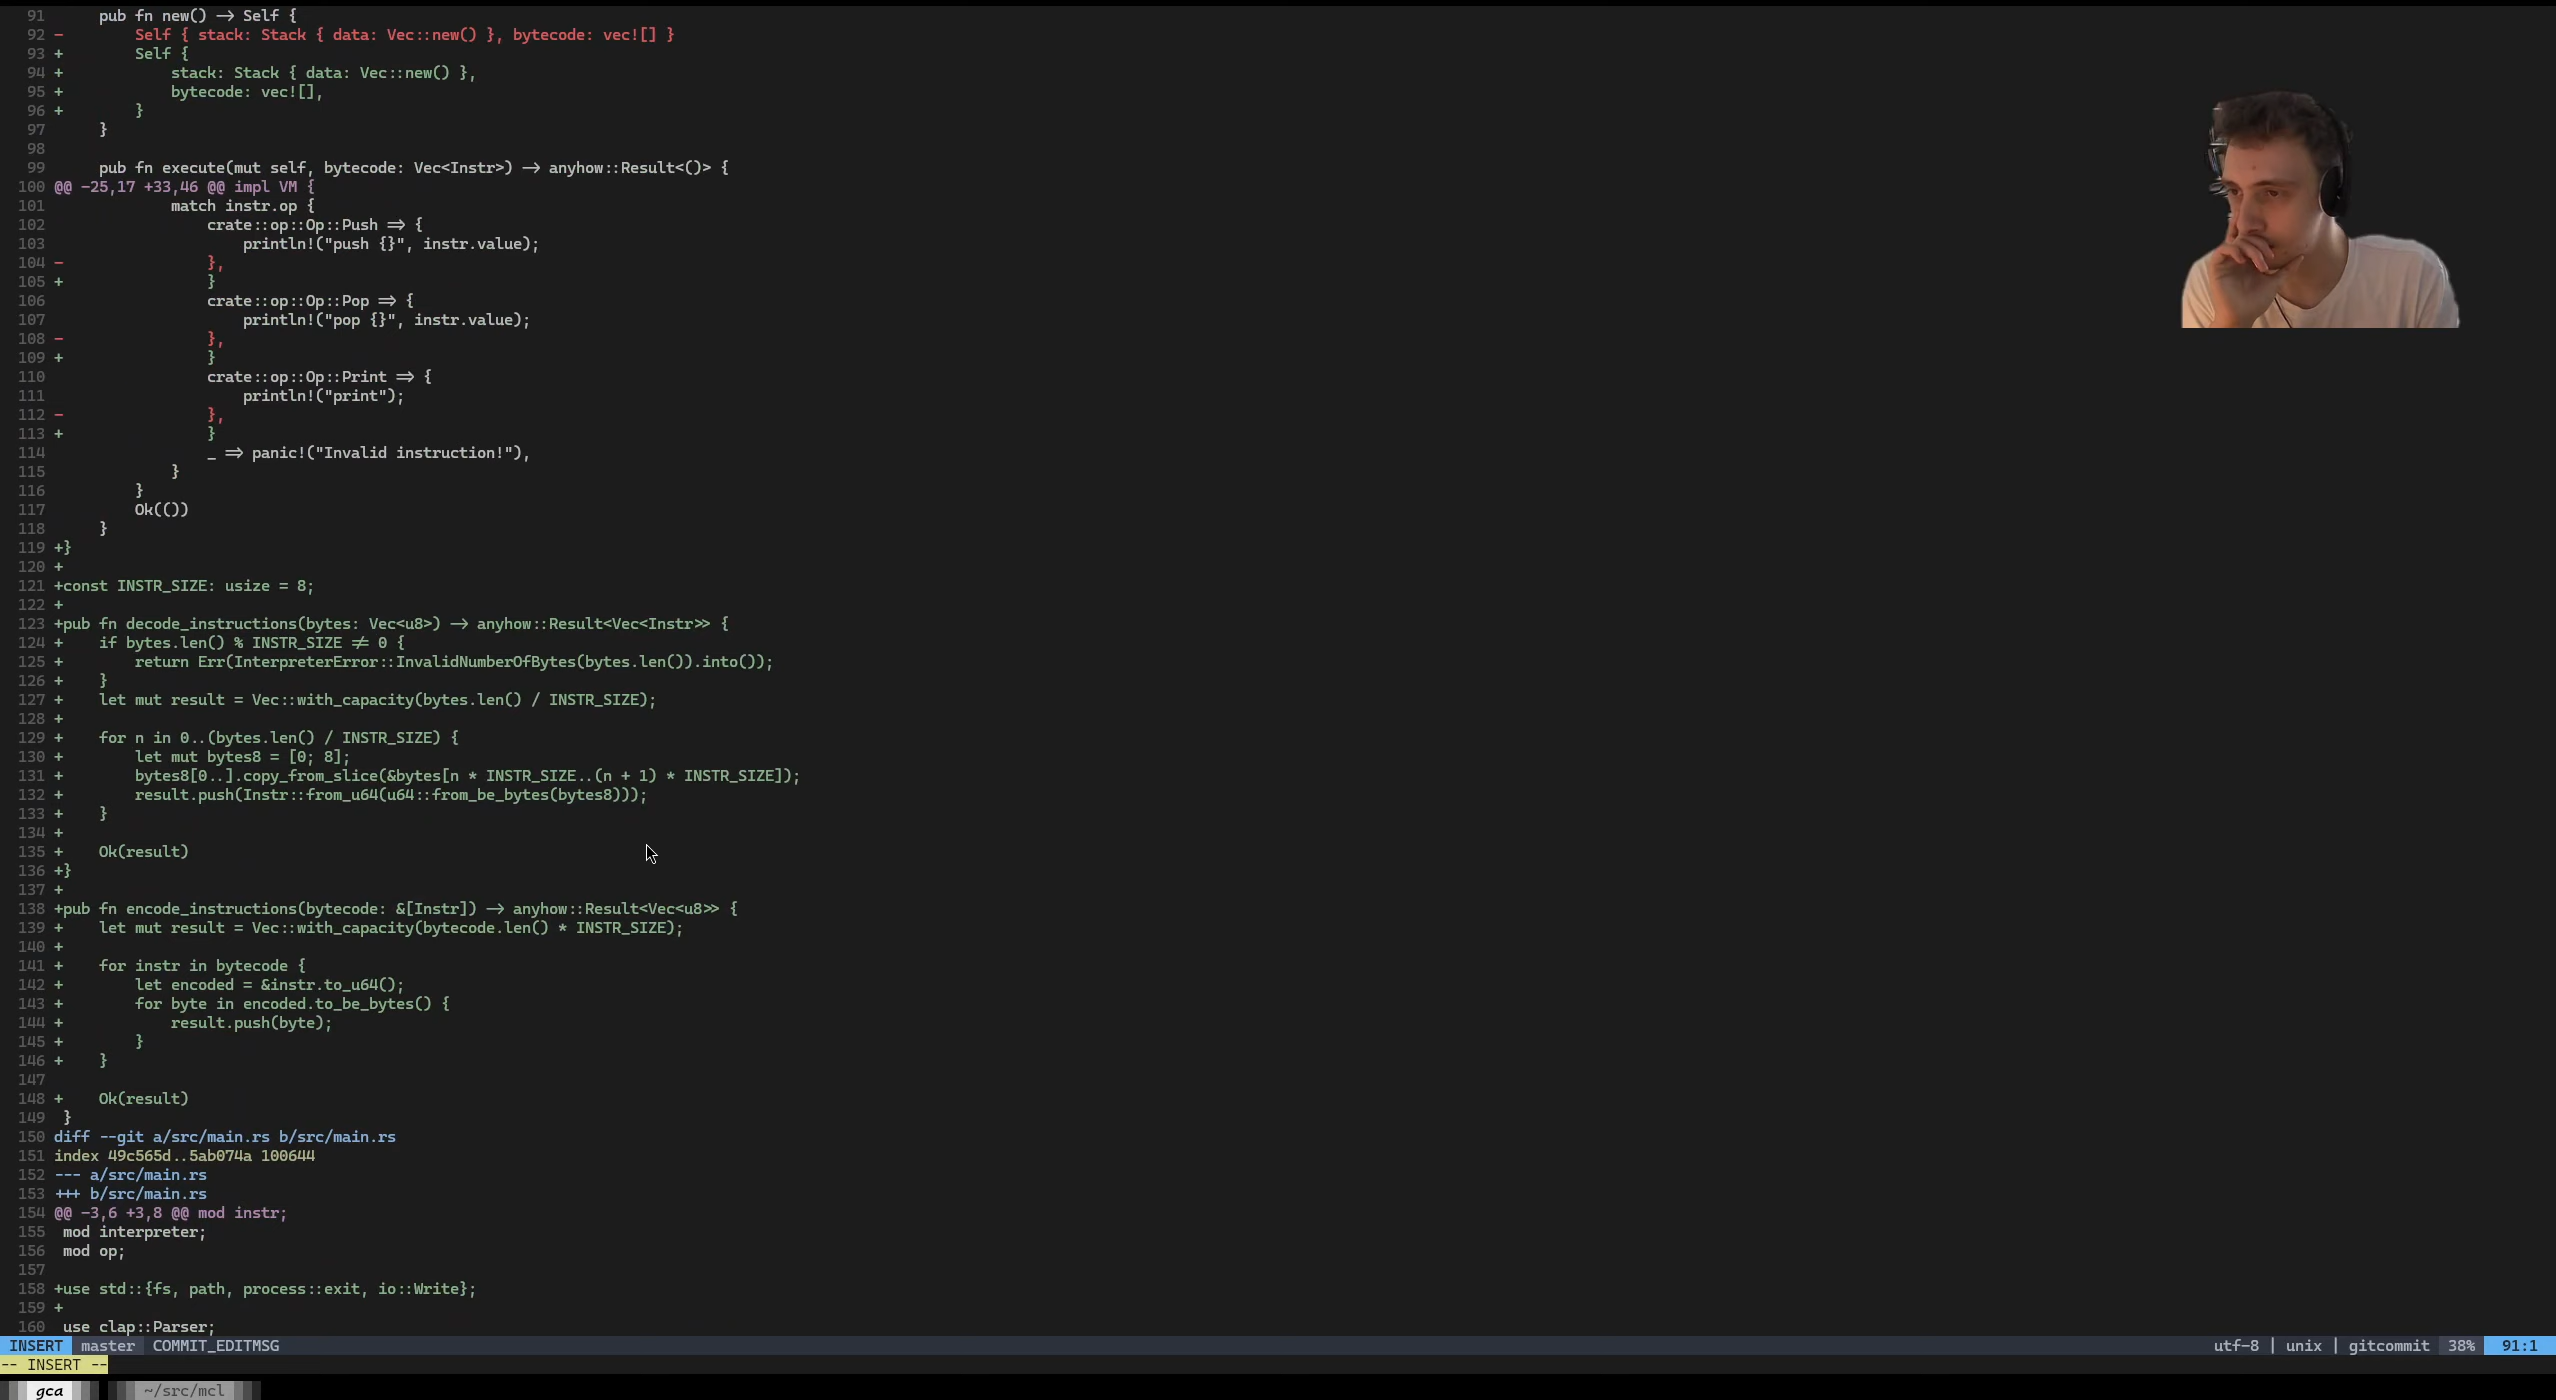 91     pub fn new() -> Self {
92 -        Self { stack: Stack { data: Vec::new() }, bytecode: vec![] }
93 +        Self {
94 +            stack: Stack { data: Vec::new() },
95 +            bytecode: vec![],
96 +        }
97     }
98
99     pub fn execute(mut self, bytecode: Vec<Instr>) -> anyhow::Result<()> {
100 @@ -25,17 +33,46 @@ impl VM {
101             match instr.op {
102                 crate::op::Op::Push => {
103                     println!("push {}", instr.value);
104 -                },
105 +                }
106                 crate::op::Op::Pop => {
107                     println!("pop {}", instr.value);
108 -                },
109 +                }
110                 crate::op::Op::Print => {
111                     println!("print");
112 -                },
113 +                }
114                 _ => panic!("Invalid instruction!"),
115             }
116         }
117         Ok(())
118     }
119 +}
120 +
121 +const INSTR_SIZE: usize = 8;
122 +
123 +pub fn decode_instructions(bytes: Vec<u8>) -> anyhow::Result<Vec<Instr>> {
124 +    if bytes.len() % INSTR_SIZE != 0 {
125 +        return Err(InterpreterError::InvalidNumberOfBytes(bytes.len()).into());
126 +    }
127 +    let mut result = Vec::with_capacity(bytes.len() / INSTR_SIZE);
128 +
129 +    for n in 0..(bytes.len() / INSTR_SIZE) {
130 +        let mut bytes8 = [0; 8];
131 +        bytes8[0..].copy_from_slice(&bytes[n * INSTR_SIZE..(n + 1) * INSTR_SIZE]);
132 +        result.push(Instr::from_u64(u64::from_be_bytes(bytes8)));
133 +    }
134 +
135 +    Ok(result)
136 +}
137 +
138 +pub fn encode_instructions(bytecode: &[Instr]) -> anyhow::Result<Vec<u8>> {
139 +    let mut result = Vec::with_capacity(bytecode.len() * INSTR_SIZE);
140 +
141 +    for instr in bytecode {
142 +        let encoded = &instr.to_u64();
143 +        for byte in encoded.to_be_bytes() {
144 +            result.push(byte);
145 +        }
146 +    }
147
148 +    Ok(result)
149  }
150 diff --git a/src/main.rs b/src/main.rs
151 index 49c565d..5ab074a 100644
152 --- a/src/main.rs
153 +++ b/src/main.rs
154 @@ -3,6 +3,8 @@ mod instr;
155  mod interpreter;
156  mod op;
157
158 +use std::{fs, path, process::exit, io::Write};
159 +
160  use clap::Parser;
INSERT master COMMIT_EDITMSG utf-8 | unix | gitcommit 38% 91:1
-- INSERT --
gca ~/src/mcl